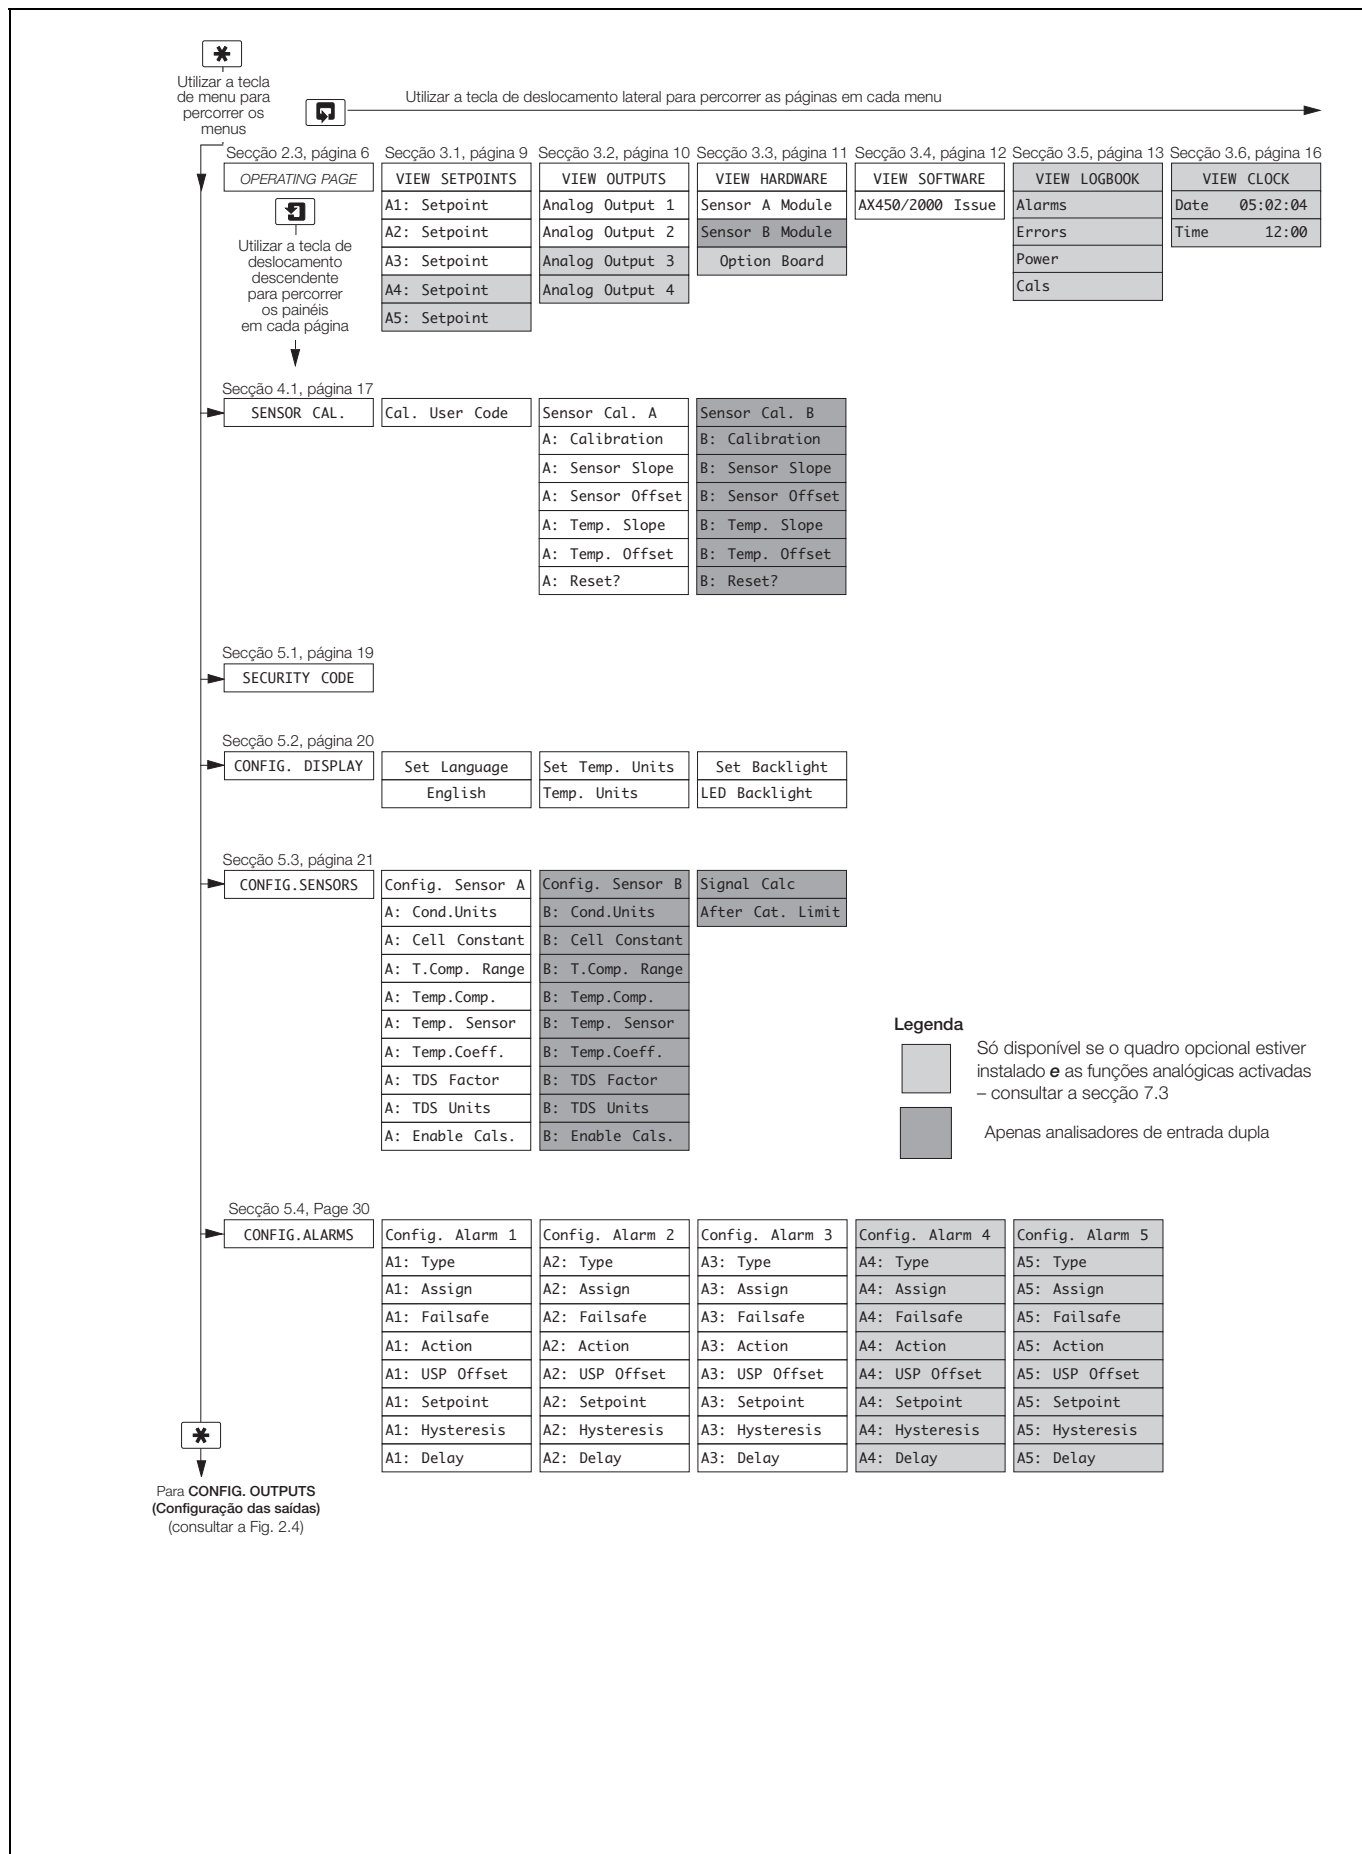 Utilizar a tecla
de menu para
percorrer os
menus
Utilizar a tecla de deslocamento lateral para percorrer as páginas em cada menu
Secção 2.3, página 6
OPERATING PAGE
Utilizar a tecla de
deslocamento
descendente
para percorrer
os painéis
em cada página
Secção 3.1, página 9
VIEW SETPOINTS
A1: Setpoint
A2: Setpoint
A3: Setpoint
A4: Setpoint
A5: Setpoint
Secção 3.2, página 10
VIEW OUTPUTS
Analog Output 1
Analog Output 2
Analog Output 3
Analog Output 4
Secção 3.3, página 11
VIEW HARDWARE
Sensor A Module
Sensor B Module
Option Board
Secção 3.4, página 12
VIEW SOFTWARE
AX450/2000 Issue
Secção 3.5, página 13
VIEW LOGBOOK
Alarms
Errors
Power
Cals
Secção 3.6, página 16
VIEW CLOCK
Date 05:02:04
Time 12:00
Secção 4.1, página 17
SENSOR CAL.
Cal. User Code
Sensor Cal. A
A: Calibration
A: Sensor Slope
A: Sensor Offset
A: Temp. Slope
A: Temp. Offset
A: Reset?
Sensor Cal. B
B: Calibration
B: Sensor Slope
B: Sensor Offset
B: Temp. Slope
B: Temp. Offset
B: Reset?
Secção 5.1, página 19
SECURITY CODE
Secção 5.2, página 20
CONFIG. DISPLAY
Set Language
English
Set Temp. Units
Temp. Units
Set Backlight
LED Backlight
Secção 5.3, página 21
CONFIG.SENSORS
Config. Sensor A
A: Cond.Units
A: Cell Constant
A: T.Comp. Range
A: Temp.Comp.
A: Temp. Sensor
A: Temp.Coeff.
A: TDS Factor
A: TDS Units
A: Enable Cals.
Config. Sensor B
B: Cond.Units
B: Cell Constant
B: T.Comp. Range
B: Temp.Comp.
B: Temp. Sensor
B: Temp.Coeff.
B: TDS Factor
B: TDS Units
B: Enable Cals.
Signal Calc
After Cat. Limit
Legenda
Só disponível se o quadro opcional estiver
instalado e as funções analógicas activadas
– consultar a secção 7.3
Apenas analisadores de entrada dupla
Secção 5.4, Page 30
CONFIG.ALARMS
Config. Alarm 1
A1: Type
A1: Assign
A1: Failsafe
A1: Action
A1: USP Offset
A1: Setpoint
A1: Hysteresis
A1: Delay
Config. Alarm 2
A2: Type
A2: Assign
A2: Failsafe
A2: Action
A2: USP Offset
A2: Setpoint
A2: Hysteresis
A2: Delay
Config. Alarm 3
A3: Type
A3: Assign
A3: Failsafe
A3: Action
A3: USP Offset
A3: Setpoint
A3: Hysteresis
A3: Delay
Config. Alarm 4
A4: Type
A4: Assign
A4: Failsafe
A4: Action
A4: USP Offset
A4: Setpoint
A4: Hysteresis
A4: Delay
Config. Alarm 5
A5: Type
A5: Assign
A5: Failsafe
A5: Action
A5: USP Offset
A5: Setpoint
A5: Hysteresis
A5: Delay
Para CONFIG. OUTPUTS
(Configuração das saídas)
(consultar a Fig. 2.4)